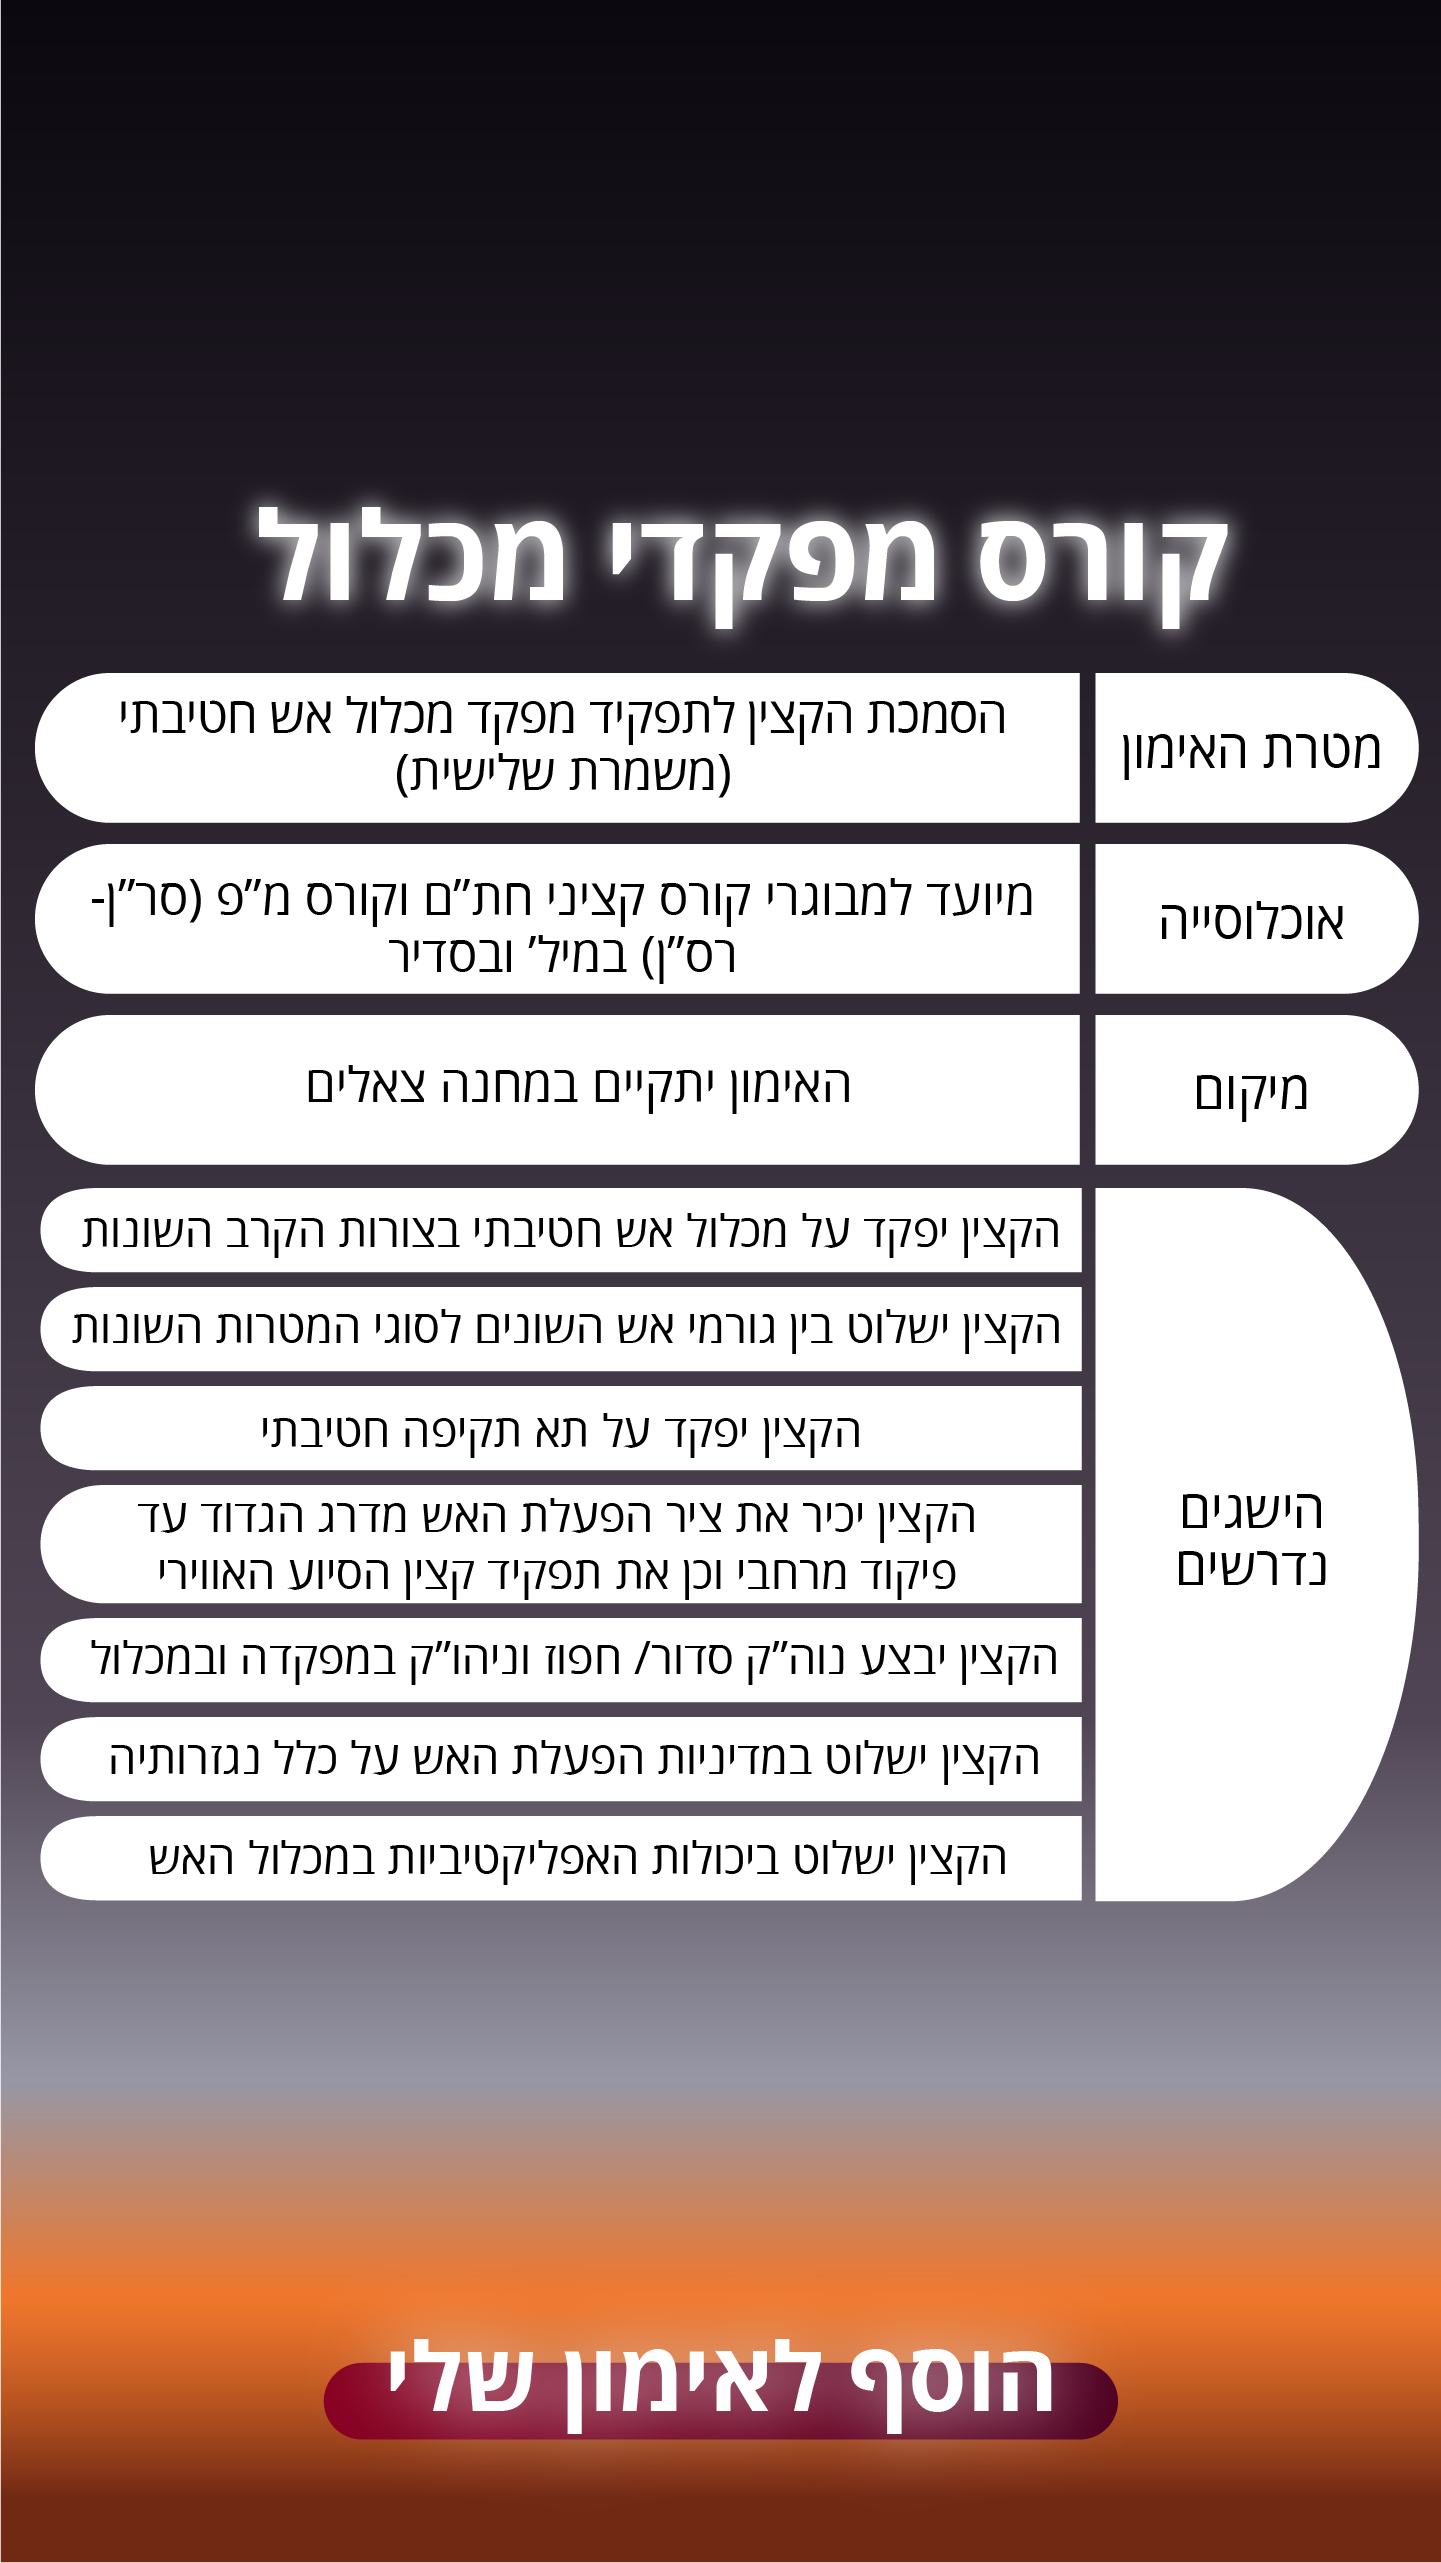 קורס מפקדי מכלול
מטרת האימון
הסמכת הקצין לתפקיד מפקד מכלול אש חטיבתי
(משמרת שלישית)
אוכלוסייה
מיועד למבוגרי קורס קציני חת"ם וקורס מ"פ (סר"ן-
רס"ן) במיל' ובסדיר
מיקום
האימון יתקיים במחנה צאלים
הישגים
נדרשים
הקצין יפקד על מכלול אש חטיבתי בצורות הקרב השונות
הקצין ישלוט בין גורמי אש השונים לסוגי המטרות השונות
הקצין יפקד על תא תקיפה חטיבתי
הקצין יכיר את ציר הפעלת האש מדרג הגדוד עד
פיקוד מרחבי וכן את תפקיד קצין הסיוע האווירי
הקצין יבצע נוה"ק סדור/ חפוז וניהו"ק במפקדה ובמכלול
הקצין ישלוט במדיניות הפעלת האש על כלל נגזרותיה
הקצין ישלוט ביכולות האפליקטיביות במכלול האש
הוסף לאימון שלי